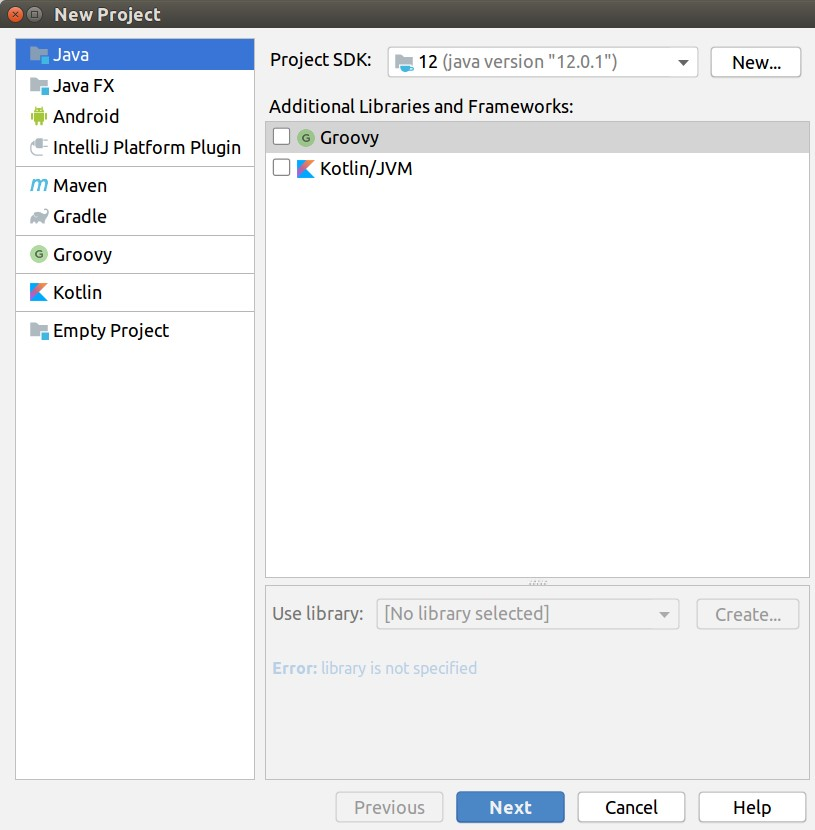 New Project
Java
Java FX
Android
IntelliJ Platform Plugin
Maven
Gradle
Groovy
Kotlin
Empty Project
Project SDK: 12 (java version "12.0.1") New...
Additional Libraries and Frameworks:
G Groovy
Kotlin/JVM
Use library: [No library selected] Create...
Error: library is not specified
Previous Next Cancel Help